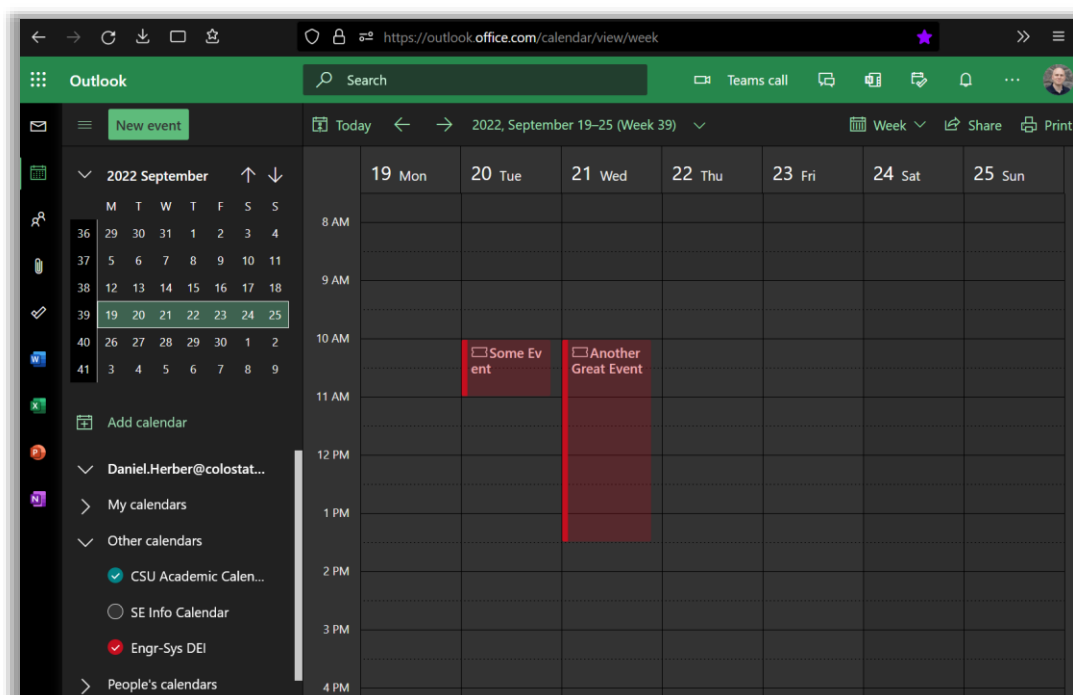 https://outlook.office.com/calendar/view/week
Outlook
Search
Teams call
New event
Today
2022, September 19–25 (Week 39)
Week
Share
Print
2022 September
M T W T F S S
36 29 30 31 1 2 3 4
37 5 6 7 8 9 10 11
38 12 13 14 15 16 17 18
39 19 20 21 22 23 24 25
40 26 27 28 29 30 1 2
41 3 4 5 6 7 8 9
Add calendar
Daniel.Herber@colostat...
My calendars
Other calendars
CSU Academic Calen...
SE Info Calendar
Engr-Sys DEI
People's calendars
19 Mon 20 Tue 21 Wed 22 Thu 23 Fri 24 Sat 25 Sun
8 AM
9 AM
10 AM
Some Ev
ent
Another
Great Event
11 AM
12 PM
1 PM
2 PM
3 PM
4 PM
W
X
P
N